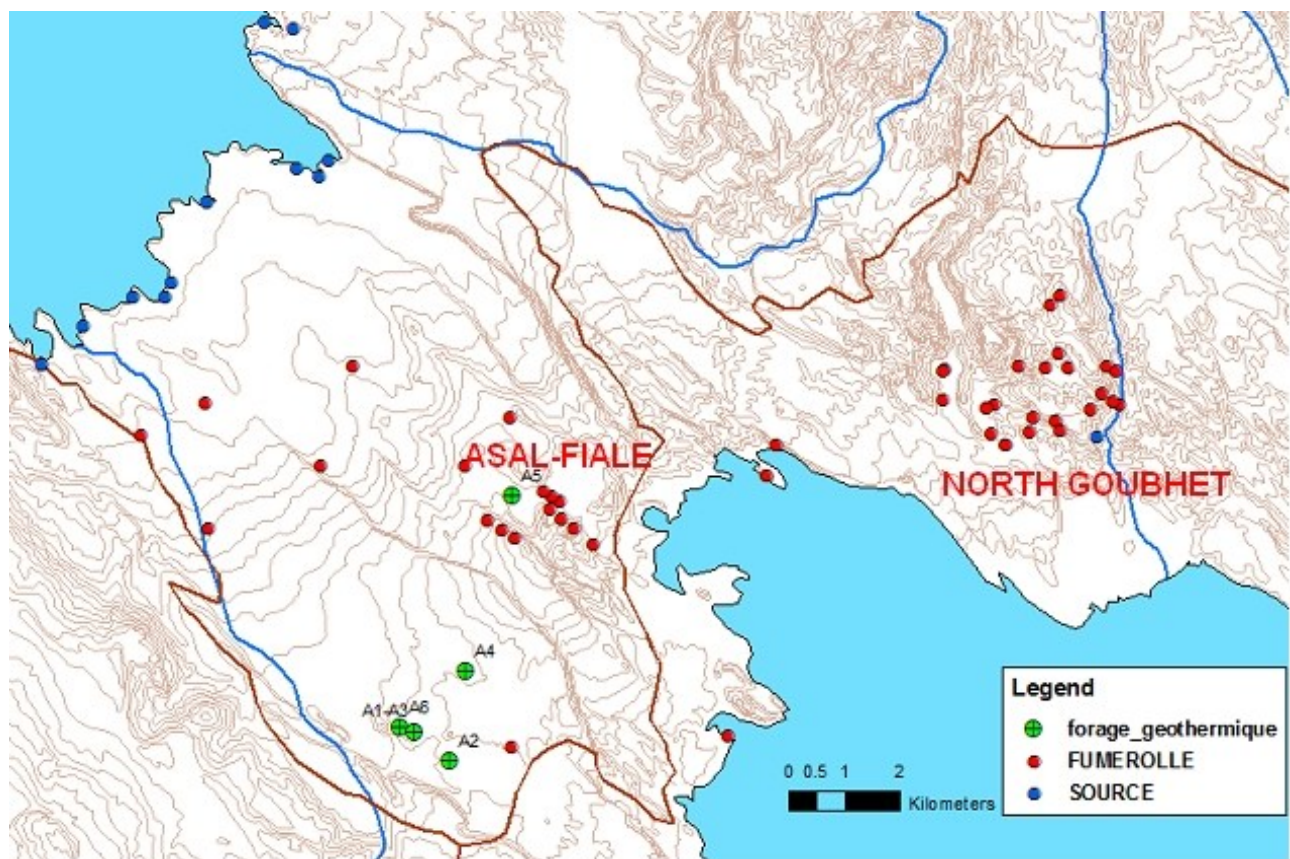 ASAL-FIALE
A5
NORTH GOUBHET
A4
A1-A3
A6
A2
Legend
forage_geothermique
FUMEROLLE
SOURCE
0 0.5 1 2
Kilometers